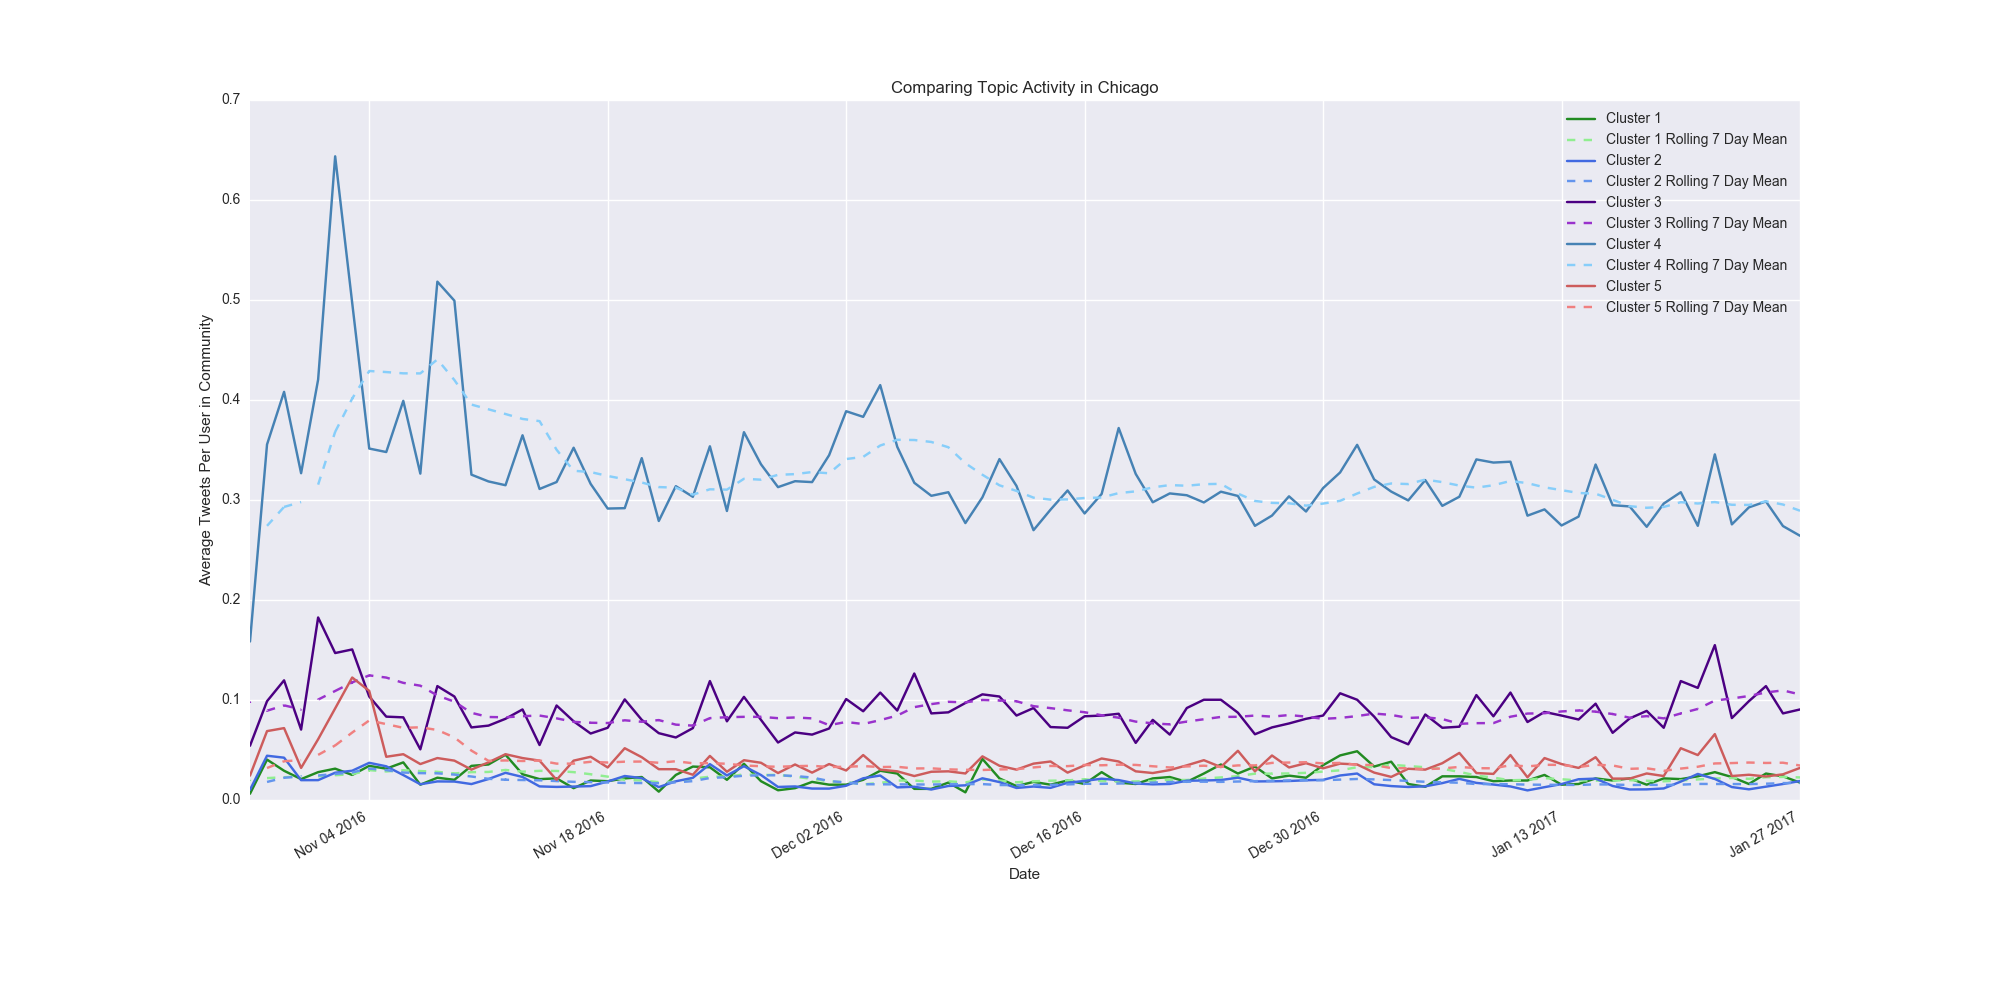 Comparing Topic Activity in Chicago
0.7
0.6
0.5
0.4
0.3
0.2
0.1
0.0
Average Tweets Per User in Community
Cluster 1
Cluster 1 Rolling 7 Day Mean
Cluster 2
Cluster 2 Rolling 7 Day Mean
Cluster 3
Cluster 3 Rolling 7 Day Mean
Cluster 4
Cluster 4 Rolling 7 Day Mean
Cluster 5
Cluster 5 Rolling 7 Day Mean
Nov 04 2016
Nov 18 2016
Dec 02 2016
Dec 16 2016
Dec 30 2016
Jan 13 2017
Jan 27 2017
Date